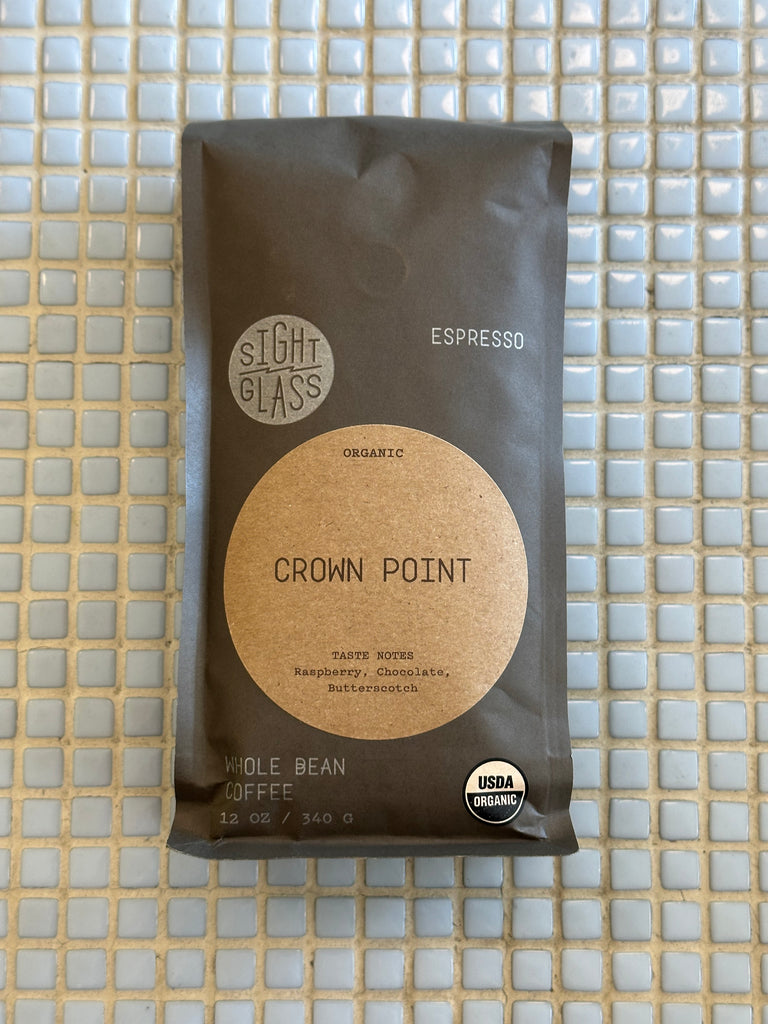 SIGHT
GLASS
ESPRESSO
ORGANIC
CROWN POINT
TASTE NOTES
Raspberry, Chocolate,
Butterscotch
WHOLE BEAN
COFFEE
12 OZ / 340 G
USDA
ORGANIC